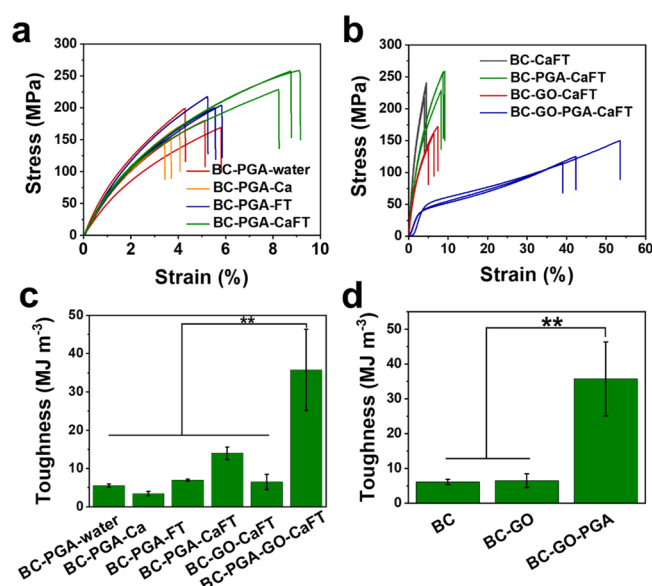 a
Stress (MPa)
300
250
200
150
100
50
0
BC-PGA-water
BC-PGA-Ca
BC-PGA-FT
BC-PGA-CaFT
0 2 4 6 8 10
Strain (%)
b
Stress (MPa)
300
250
200
150
100
50
0
BC-CaFT
BC-PGA-CaFT
BC-GO-CaFT
BC-GO-PGA-CaFT
0 10 20 30 40 50 60
Strain (%)
c
Toughness (MJ m⁻³)
50
40
30
20
10
0
**
BC-PGA-water
BC-PGA-Ca
BC-PGA-FT
BC-PGA-CaFT
BC-GO-CaFT
BC-PGA-GO-CaFT
d
Toughness (MJ m⁻³)
50
40
30
20
10
0
**
BC
BC-GO
BC-GO-PGA